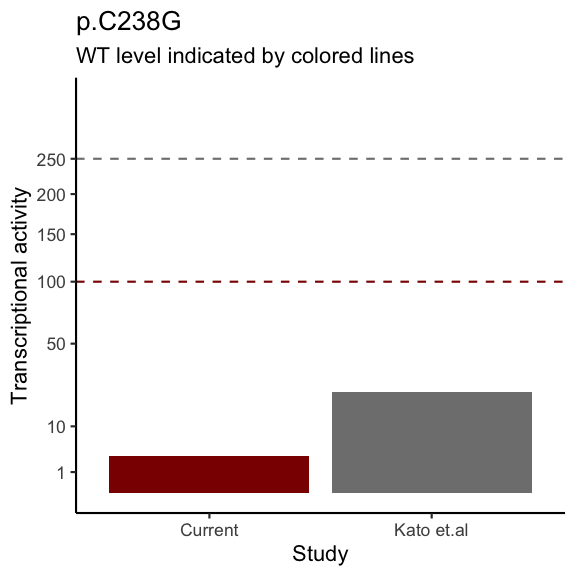 p.C238G
WT level indicated by colored lines
Transcriptional activity
250
200
150
100
50
10
1
Current
Kato et.al
Study